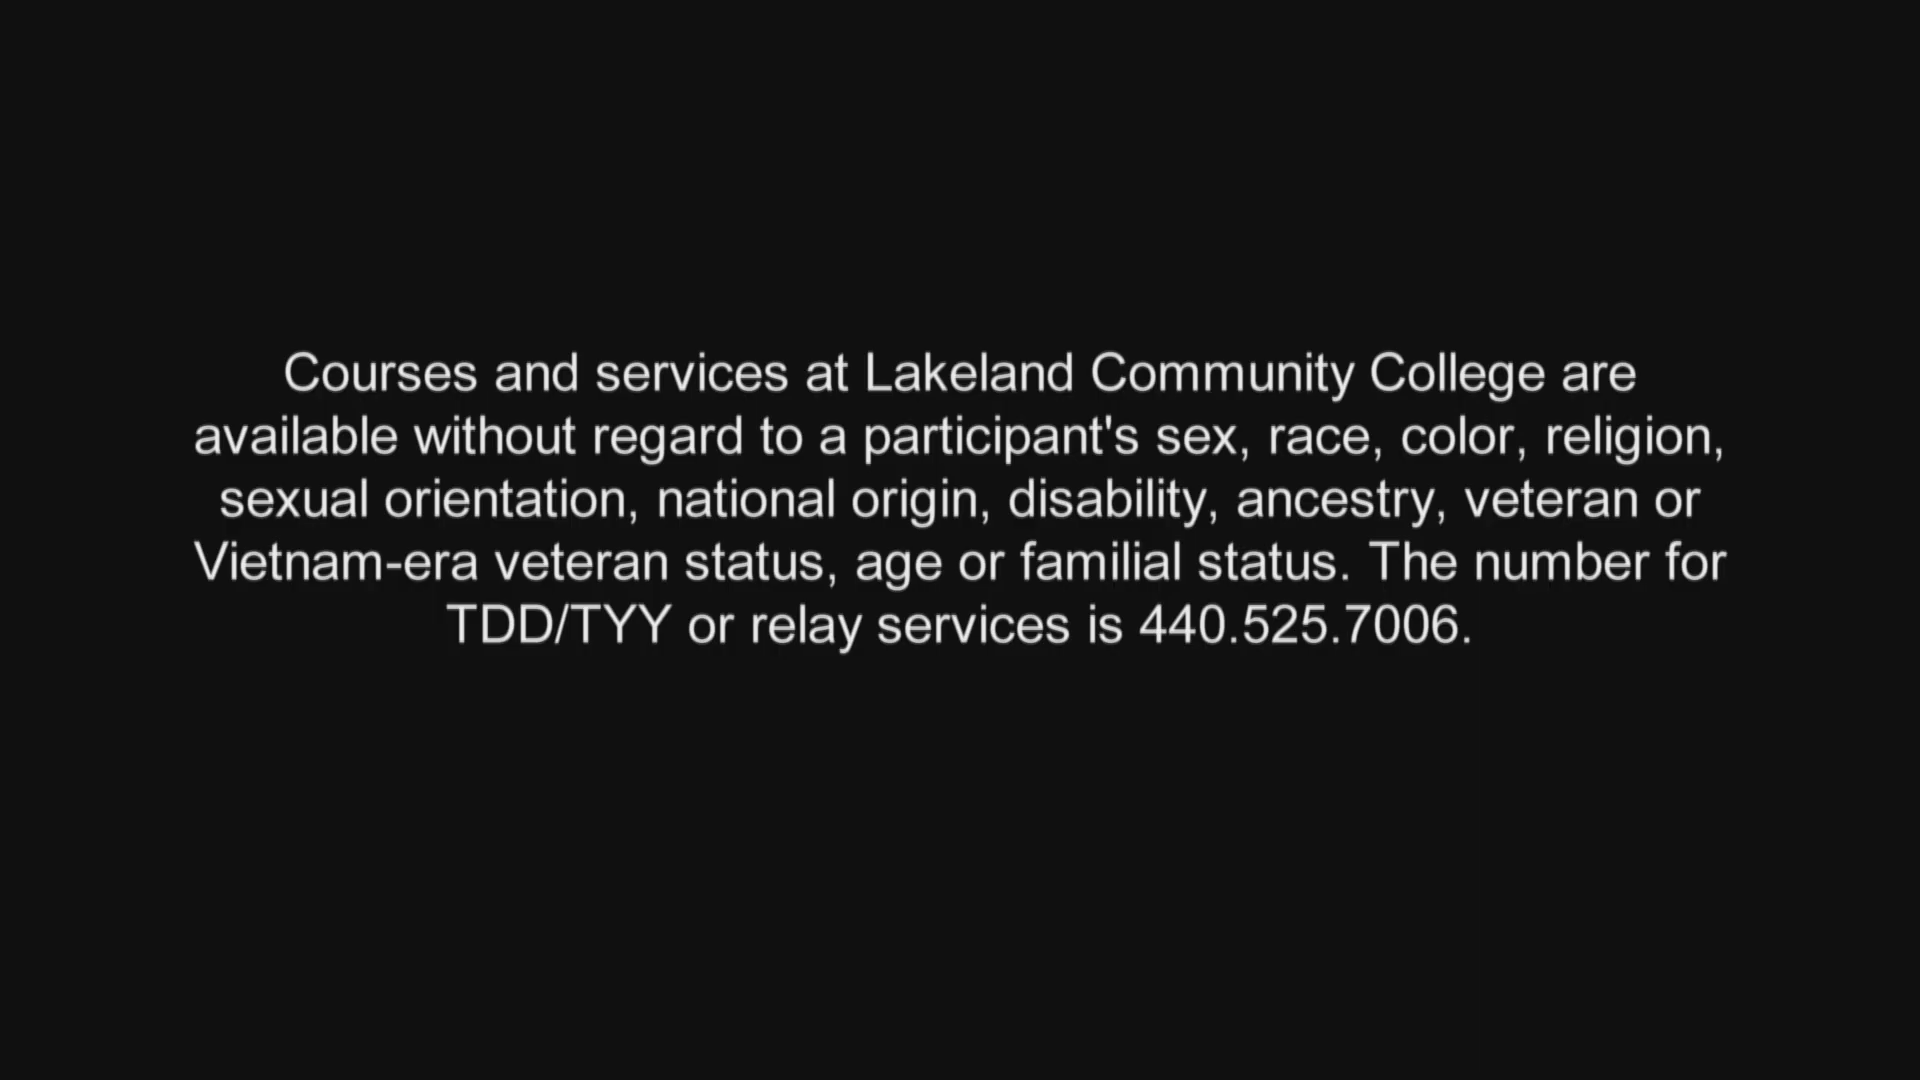 Courses and services at Lakeland Community College are
available without regard to a participant's sex, race, color, religion,
sexual orientation, national origin, disability, ancestry, veteran or
Vietnam-era veteran status, age or familial status. The number for
TDD/TYY or relay services is 440.525.7006.